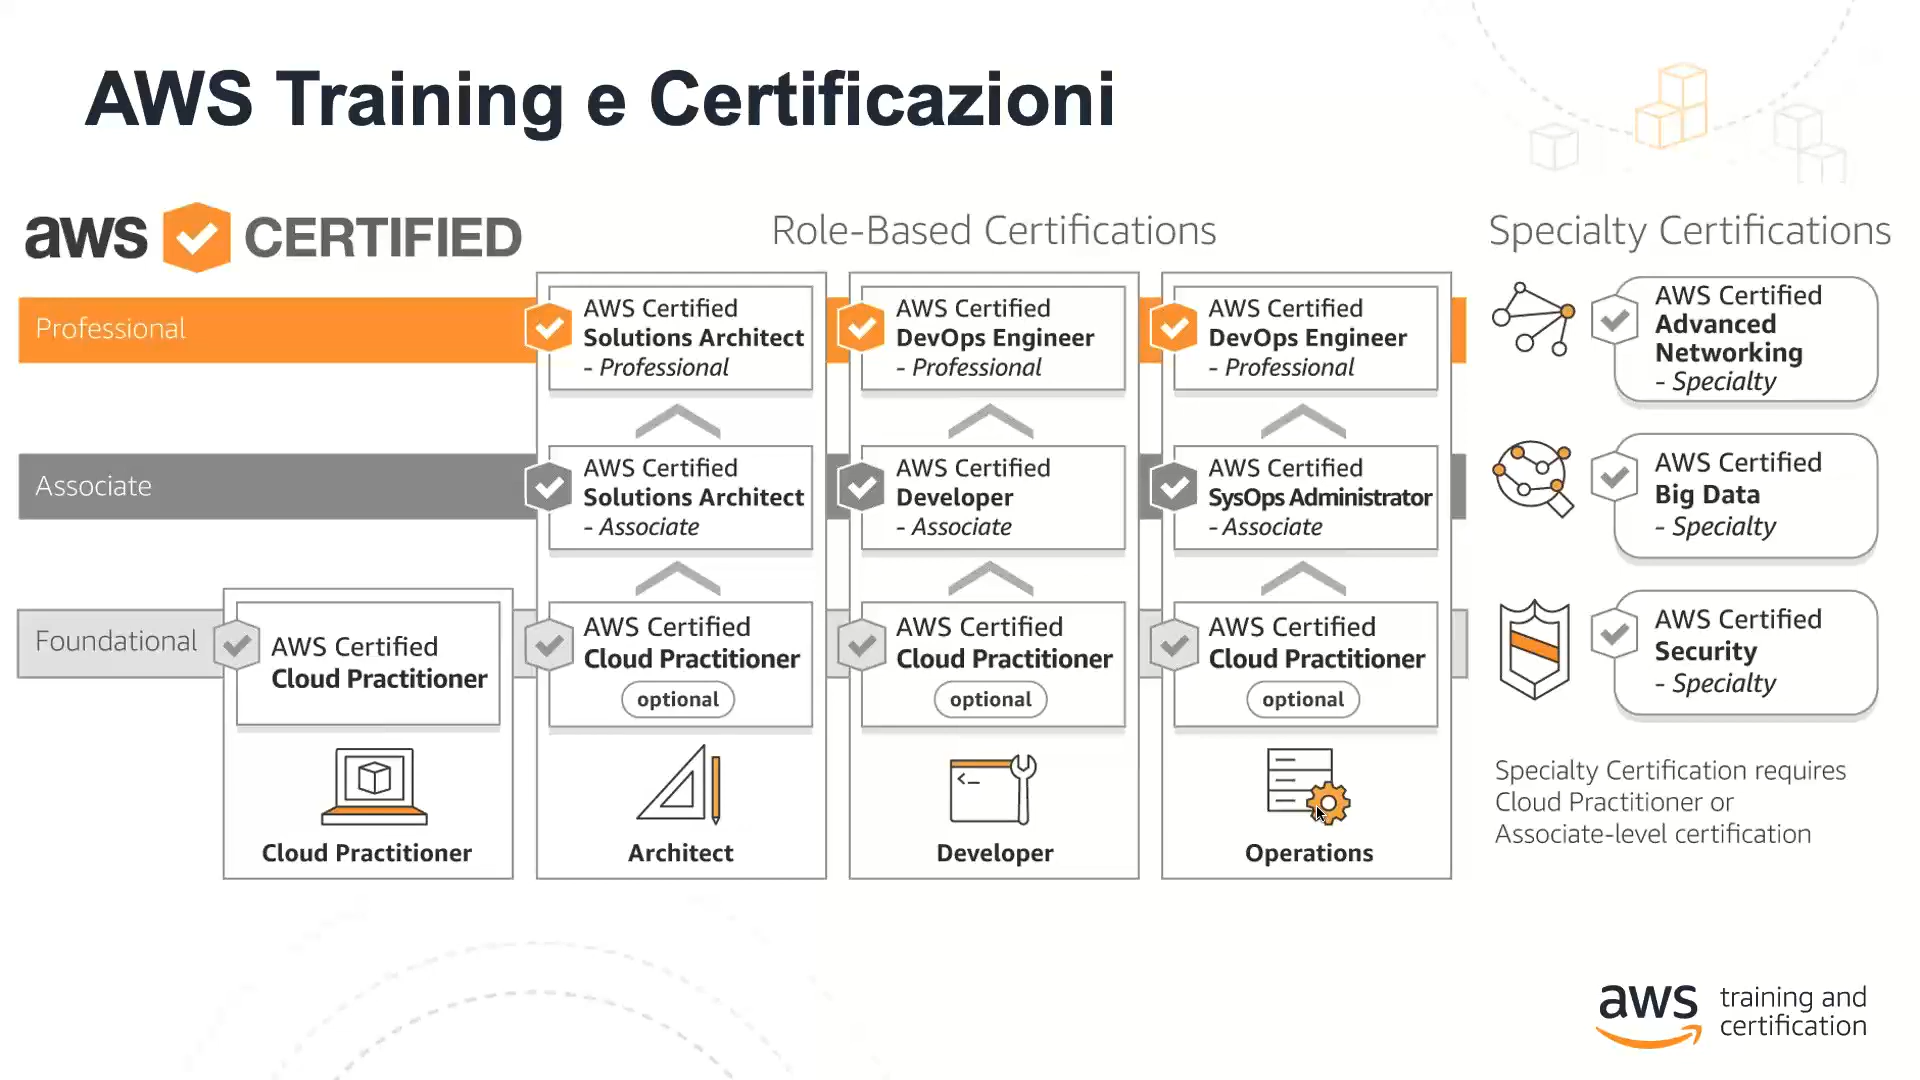 AWS Training e Certificazioni
aws CERTIFIED
Role-Based Certifications
Specialty Certifications
Professional
AWS Certified
Solutions Architect
- Professional
AWS Certified
DevOps Engineer
- Professional
AWS Certified
DevOps Engineer
- Professional
Associate
AWS Certified
Solutions Architect
- Associate
AWS Certified
Developer
- Associate
AWS Certified
SysOps Administrator
- Associate
Foundational
AWS Certified
Cloud Practitioner
AWS Certified
Cloud Practitioner
optional
AWS Certified
Cloud Practitioner
optional
AWS Certified
Cloud Practitioner
optional
Cloud Practitioner
Architect
Developer
Operations
AWS Certified
Advanced
Networking
- Specialty
AWS Certified
Big Data
- Specialty
AWS Certified
Security
- Specialty
Specialty Certification requires
Cloud Practitioner or
Associate-level certification
aws training and
certification